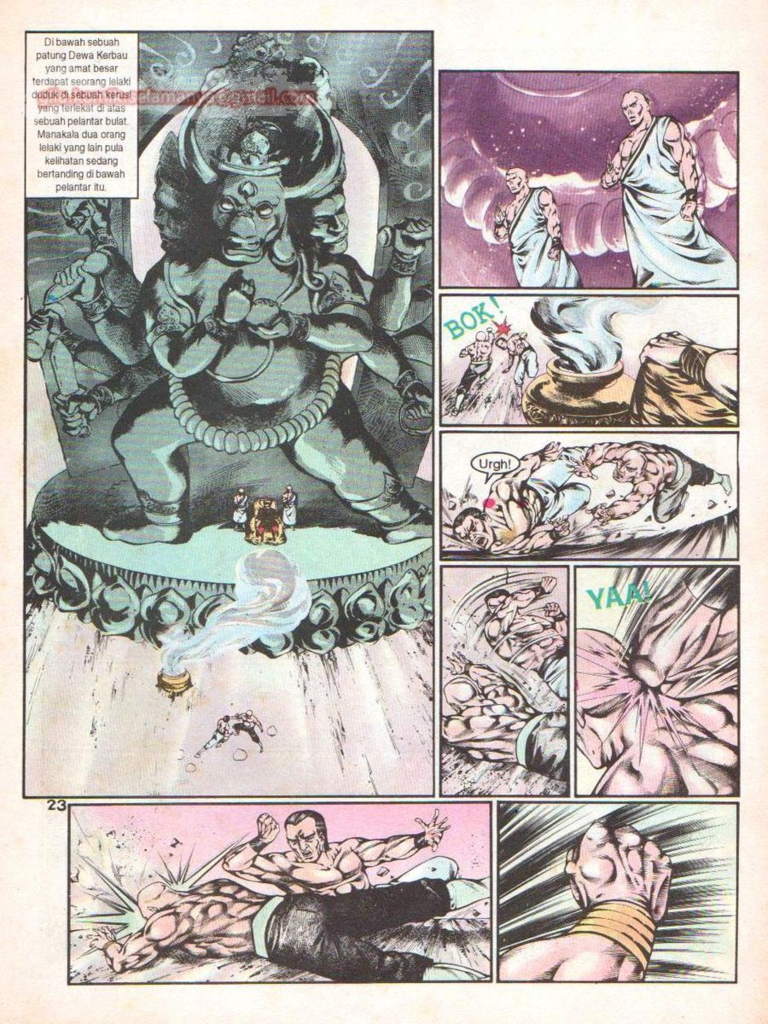 Di bawah sebuah
patung Dewa Kerbau
yang amat besar
terdapat seorang lelaki
duduk di sebuah kerusi
yang terlekat di atas
sebuah pelantar bulat.
Manakala dua orang
lelaki yang lain pula
kelihatan sedang
bertanding di bawah
pelantar itu.
BOK!
Urgh!
YAA!
23